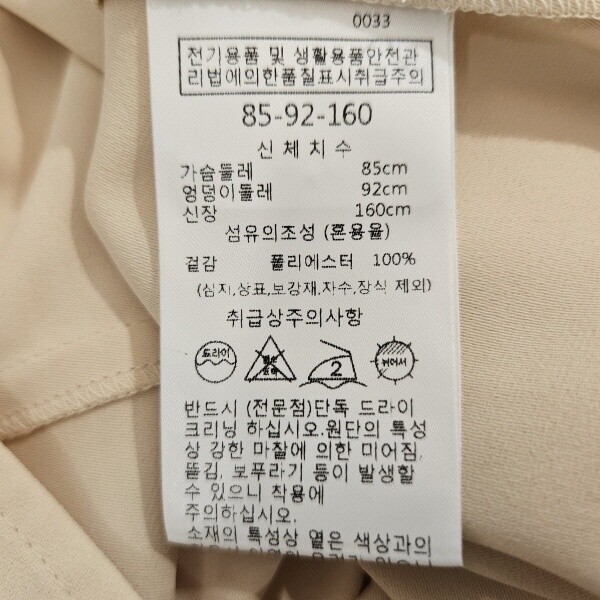 0033
전기용품 및 생활용품안전관
리법에의한품질표시취급주의
85-92-160
신체치수
가슴둘레 85cm
엉덩이둘레 92cm
신장 160cm
섬유의조성 (혼용율)
겉감 폴리에스터 100%
(심지,상표,보강재,자수,장식 제외)
취급상주의사항
드라이 염소 표백 2 뉘어서
반드시 (전문점)단독 드라이
크리닝 하십시오.원단의 특성
상 강한 마찰에 의한 미어짐,
뜯김, 보푸라기 등이 발생할
수 있으니 착용에
주의하십시오.
소재의 특성상 옅은 색상과의